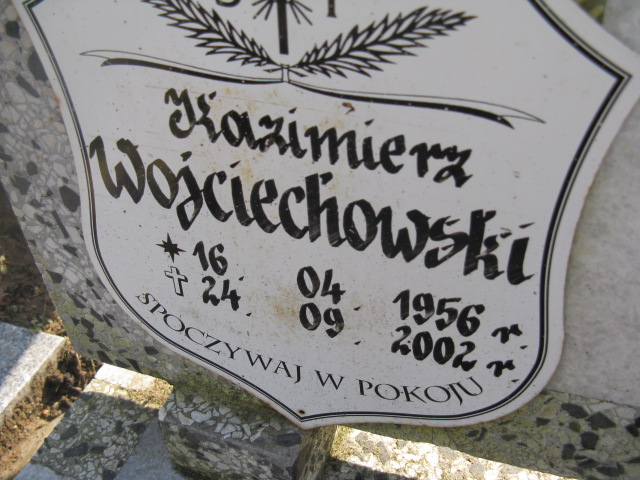 Kazimierz
Wojciechowski
16 04 1956 r.
24. 09. 2002 r.
SPOCZYWAJ W POKOJU